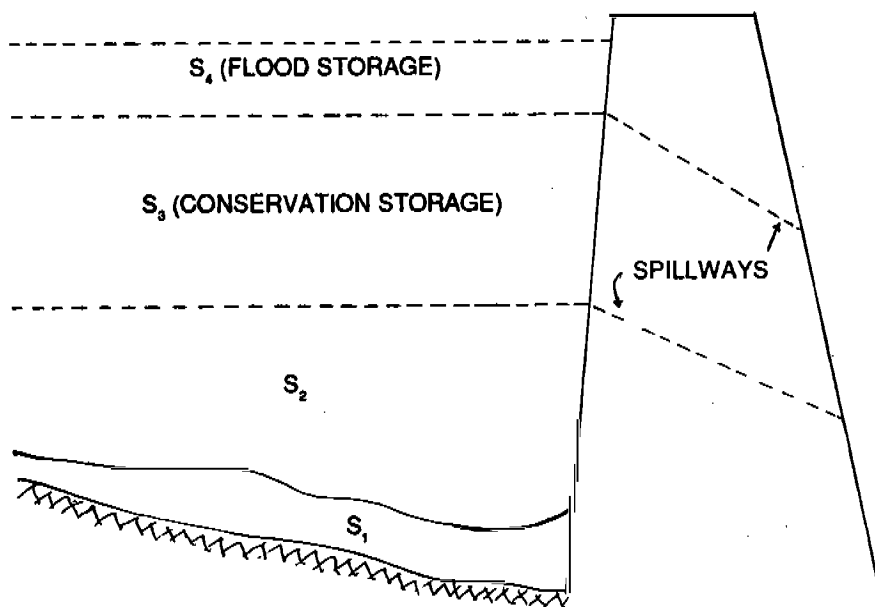 S₄ (FLOOD STORAGE)
S₃ (CONSERVATION STORAGE)
SPILLWAYS
S₂
S₁